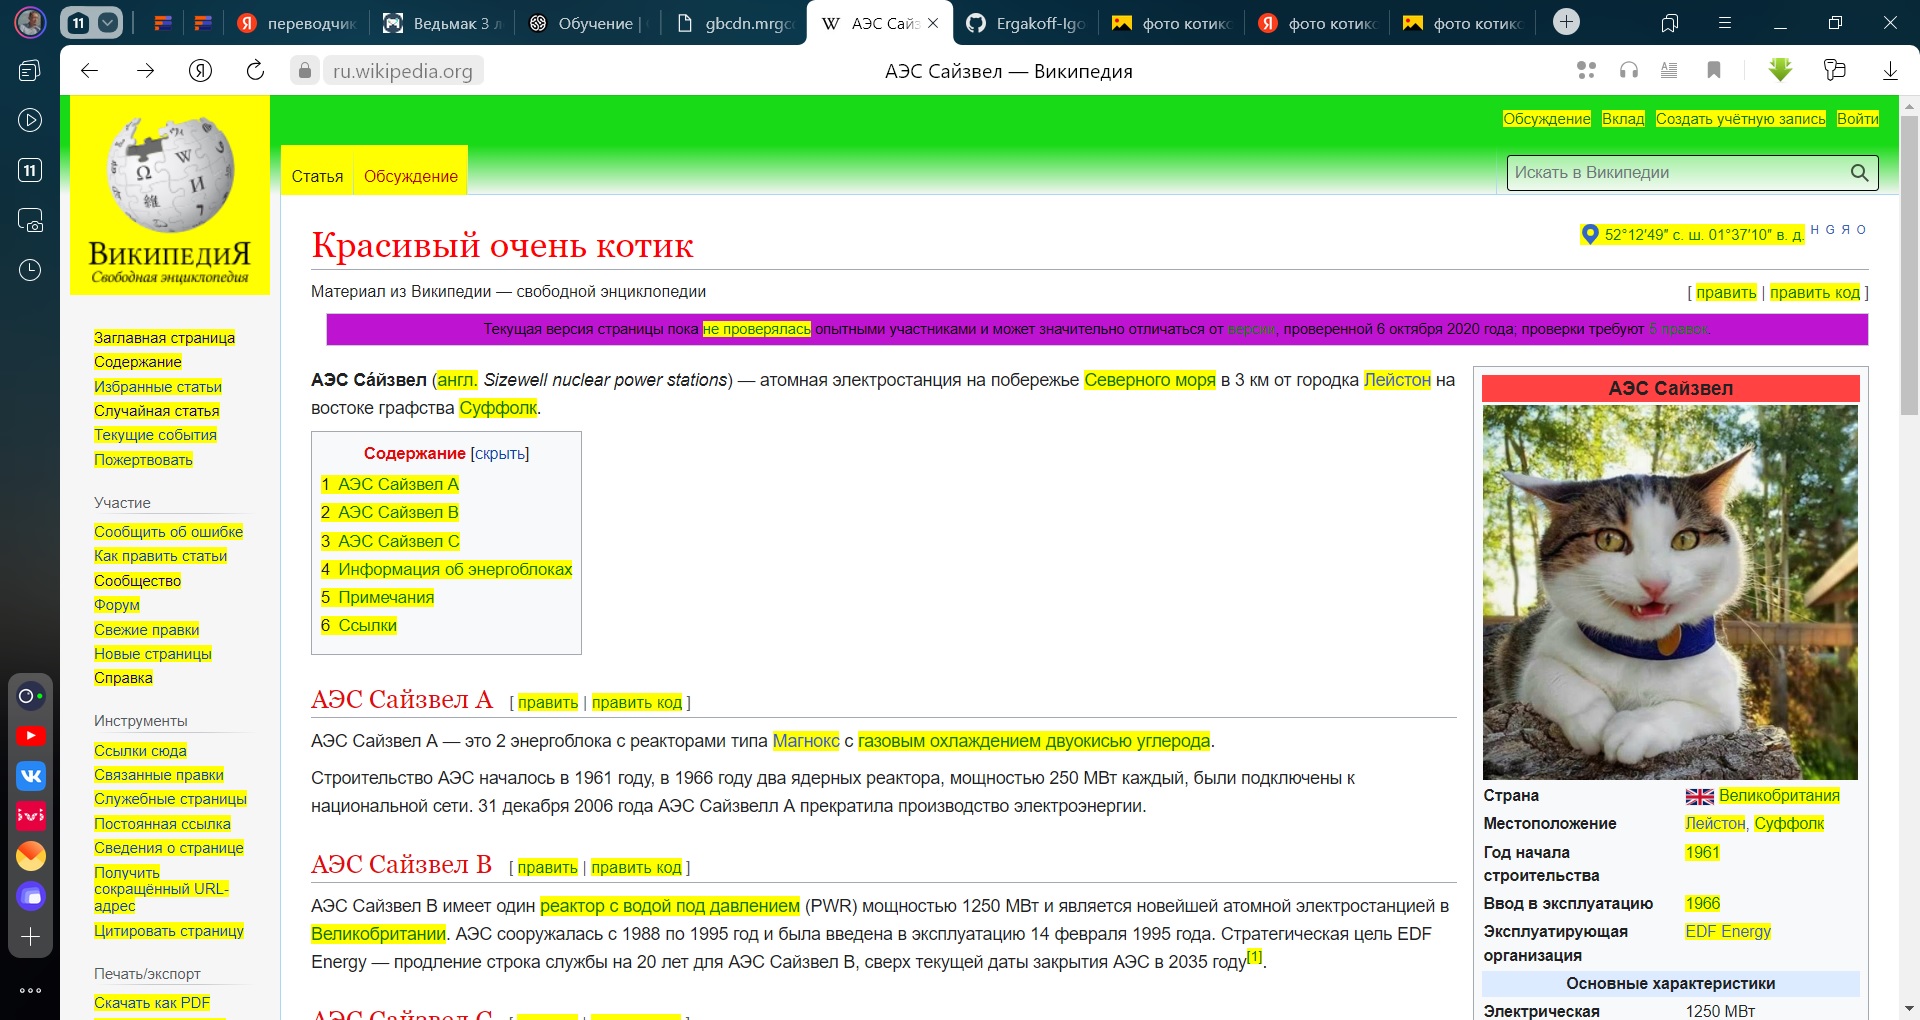 11
переводчик
Ведьмак 3 л
Обучение |
gbcdn.mrgcc
АЭС Сайз
Ergakoff-Igo
фото котикс
фото котикс
фото котикс
ru.wikipedia.org
АЭС Сайзвел — Википедия
11
ВикипедиЯ
Свободная энциклопедия
Обсуждение Вклад Создать учётную запись Войти
Статья Обсуждение
Искать в Википедии
Красивый очень котик
52°12′49″ с. ш. 01°37′10″ в. д. H G Я O
Материал из Википедии — свободной энциклопедии
[ править | править код ]
Текущая версия страницы пока не проверялась опытными участниками и может значительно отличаться от версии, проверенной 6 октября 2020 года; проверки требуют 5 правок.
Заглавная страница
Содержание
Избранные статьи
Случайная статья
Текущие события
Пожертвовать
Участие
Сообщить об ошибке
Как править статьи
Сообщество
Форум
Свежие правки
Новые страницы
Справка
Инструменты
Ссылки сюда
Связанные правки
Служебные страницы
Постоянная ссылка
Сведения о странице
Получить
сокращённый URL-
адрес
Цитировать страницу
Печать/экспорт
Скачать как PDF
АЭС Са́йзвел (англ. Sizewell nuclear power stations) — атомная электростанция на побережье Северного моря в 3 км от городка Лейстон на
востоке графства Суффолк.
Содержание [скрыть]
1 АЭС Сайзвел А
2 АЭС Сайзвел В
3 АЭС Сайзвел С
4 Информация об энергоблоках
5 Примечания
6 Ссылки
АЭС Сайзвел А [ править | править код ]
АЭС Сайзвел А — это 2 энергоблока с реакторами типа Магнокс с газовым охлаждением двуокисью углерода.
Строительство АЭС началось в 1961 году, в 1966 году два ядерных реактора, мощностью 250 МВт каждый, были подключены к
национальной сети. 31 декабря 2006 года АЭС Сайзвелл А прекратила производство электроэнергии.
АЭС Сайзвел В [ править | править код ]
АЭС Сайзвел В имеет один реактор с водой под давлением (PWR) мощностью 1250 МВт и является новейшей атомной электростанцией в
Великобритании. АЭС сооружалась с 1988 по 1995 год и была введена в эксплуатацию 14 февраля 1995 года. Стратегическая цель EDF
Energy — продление строка службы на 20 лет для АЭС Сайзвел В, сверх текущей даты закрытия АЭС в 2035 году[1].
АЭС Сайзвел С
АЭС Сайзвел
Страна Великобритания
Местоположение Лейстон, Суффолк
Год начала 1961
строительства
Ввод в эксплуатацию 1966
Эксплуатирующая EDF Energy
организация
Основные характеристики
Электрическая 1250 МВт